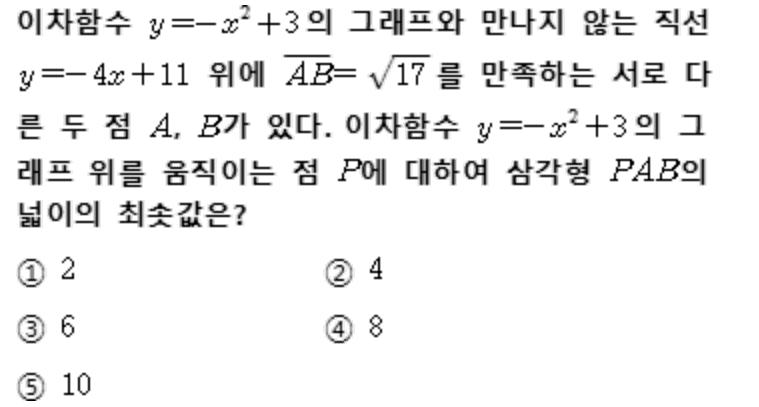 이차함수 y=-x²+3의 그래프와 만나지 않는 직선
y=-4x+11 위에 \overline{AB}=√17를 만족하는 서로 다
른 두 점 A, B가 있다. 이차함수 y=-x²+3의 그
래프 위를 움직이는 점 P에 대하여 삼각형 PAB의
넓이의 최솟값은?
① 2 ② 4
③ 6 ④ 8
⑤ 10